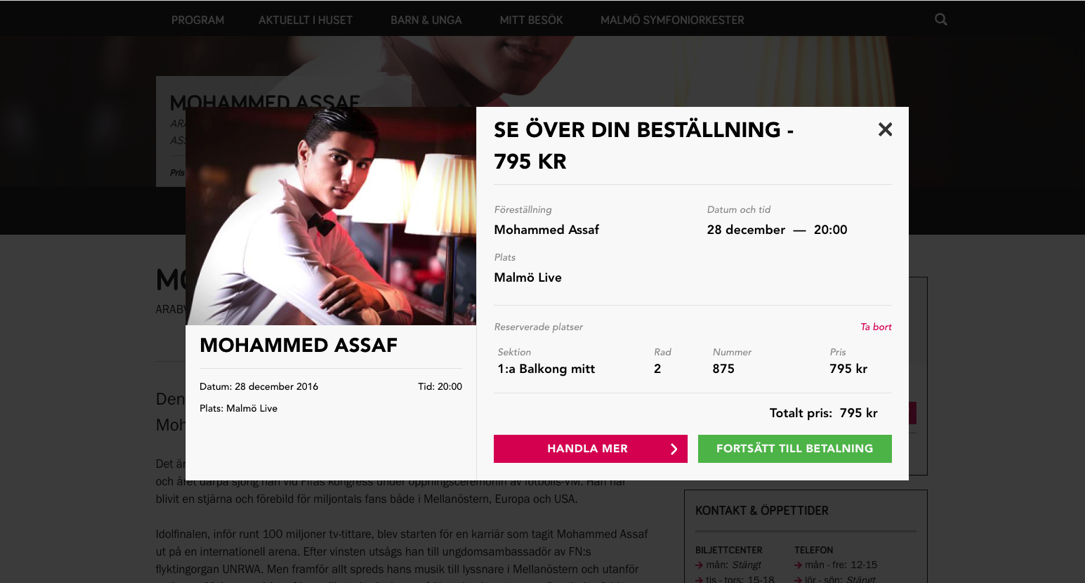 PROGRAM AKTUELLT I HUSET BARN & UNGA MITT BESÖK MALMÖ SYMFONIORKESTER
MOHAMMED ASSAF
Pris
SE ÖVER DIN BESTÄLLNING -
795 KR
Föreställning Datum och tid
Mohammed Assaf 28 december — 20:00
Plats
Malmö Live
Reserverade platser Ta bort
Sektion Rad Nummer Pris
1:a Balkong mitt 2 875 795 kr
Totalt pris: 795 kr
HANDLA MER FORTSÄTT TILL BETALNING
MOHAMMED ASSAF
Datum: 28 december 2016 Tid: 20:00
Plats: Malmö Live
Den
Moh
Det är
och året därpå sjöng han vid Fifas kongress under öppningsceremonin av fotbolls-VM. Han har
blivit en stjärna och förebild för miljontals fans både i Mellanöstern, Europa och USA.
Idolfinalen, inför runt 100 miljoner tv-tittare, blev starten för en karriär som tagit Mohammed Assaf
ut på en internationell arena. Efter vinsten utsågs han till ungdomsambassadör av FN:s
flyktingorgan UNRWA. Men framför allt spreds hans musik till lyssnare i Mellanöstern och utanför
KONTAKT & ÖPPETTIDER
BILJETTCENTER TELEFON
mån: Stängt mån - fre: 12-15
tis - tors: 15-18 lör - sön: Stängt